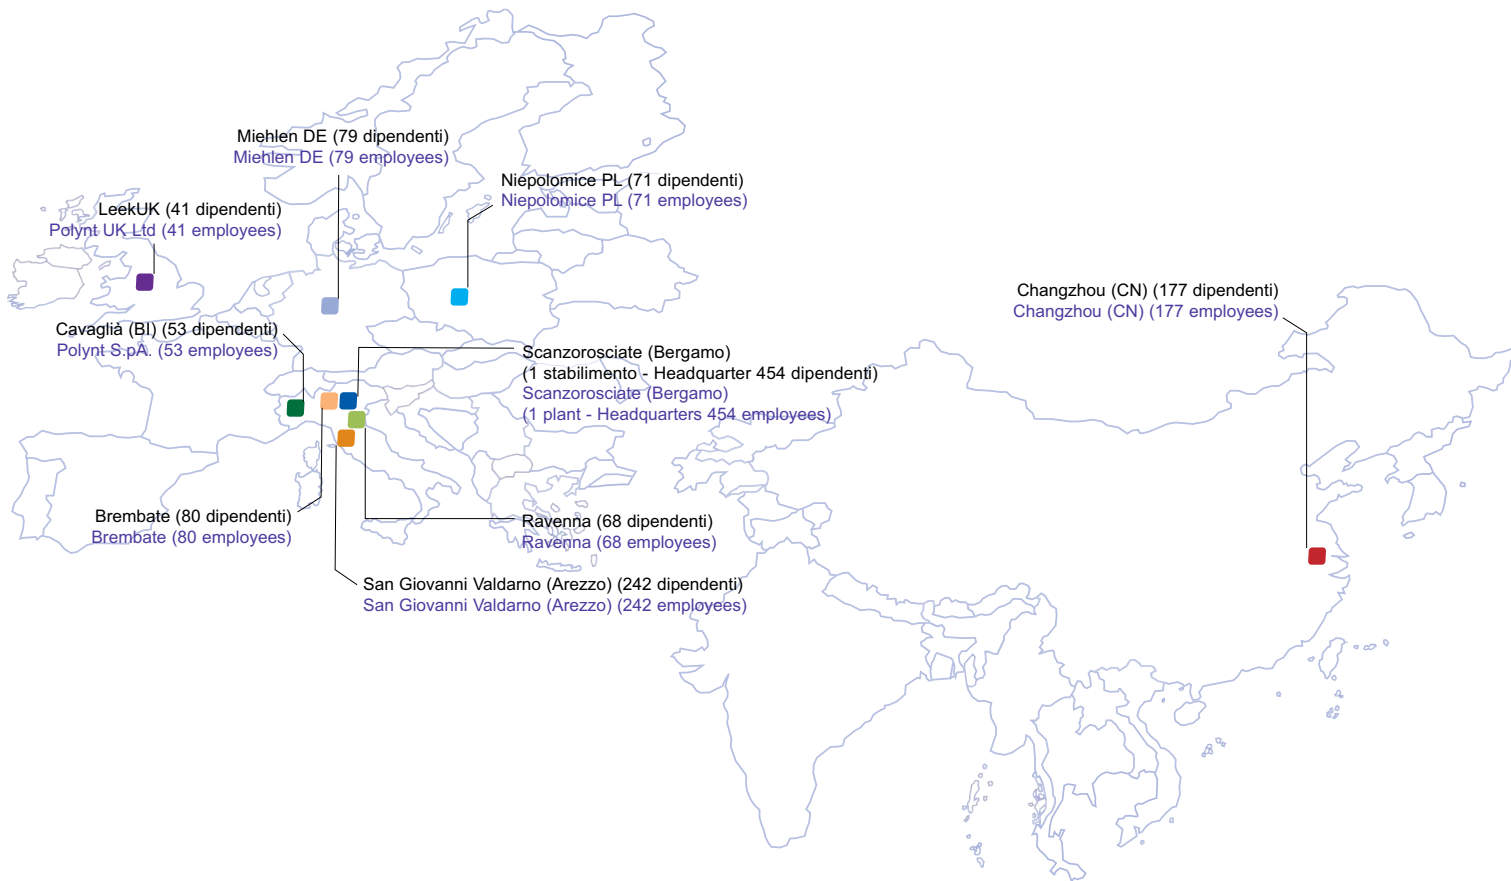 Miehlen DE (79 dipendenti)
Miehlen DE (79 employees)
Niepolomice PL (71 dipendenti)
Niepolomice PL (71 employees)
LeekUK (41 dipendenti)
Polynt UK Ltd (41 employees)
Changzhou (CN) (177 dipendenti)
Changzhou (CN) (177 employees)
Cavagliá (BI) (53 dipendenti)
Polynt S.pA. (53 employees)
Scanzorosciate (Bergamo)
(1 stabilimento - Headquarter 454 dipendenti)
Scanzorosciate (Bergamo)
(1 plant - Headquarters 454 employees)
Brembate (80 dipendenti)
Brembate (80 employees)
Ravenna (68 dipendenti)
Ravenna (68 employees)
San Giovanni Valdarno (Arezzo) (242 dipendenti)
San Giovanni Valdarno (Arezzo) (242 employees)